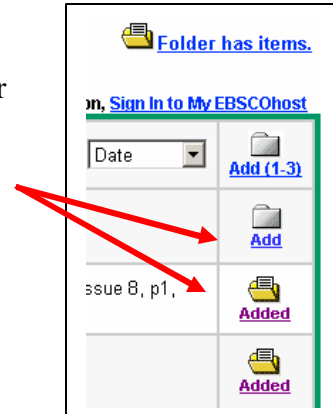 Folder has items.
r
on, Sign In to My EBSCOhost
Date
Add (1-3)
Add
ssue 8, p1,
Added
Added